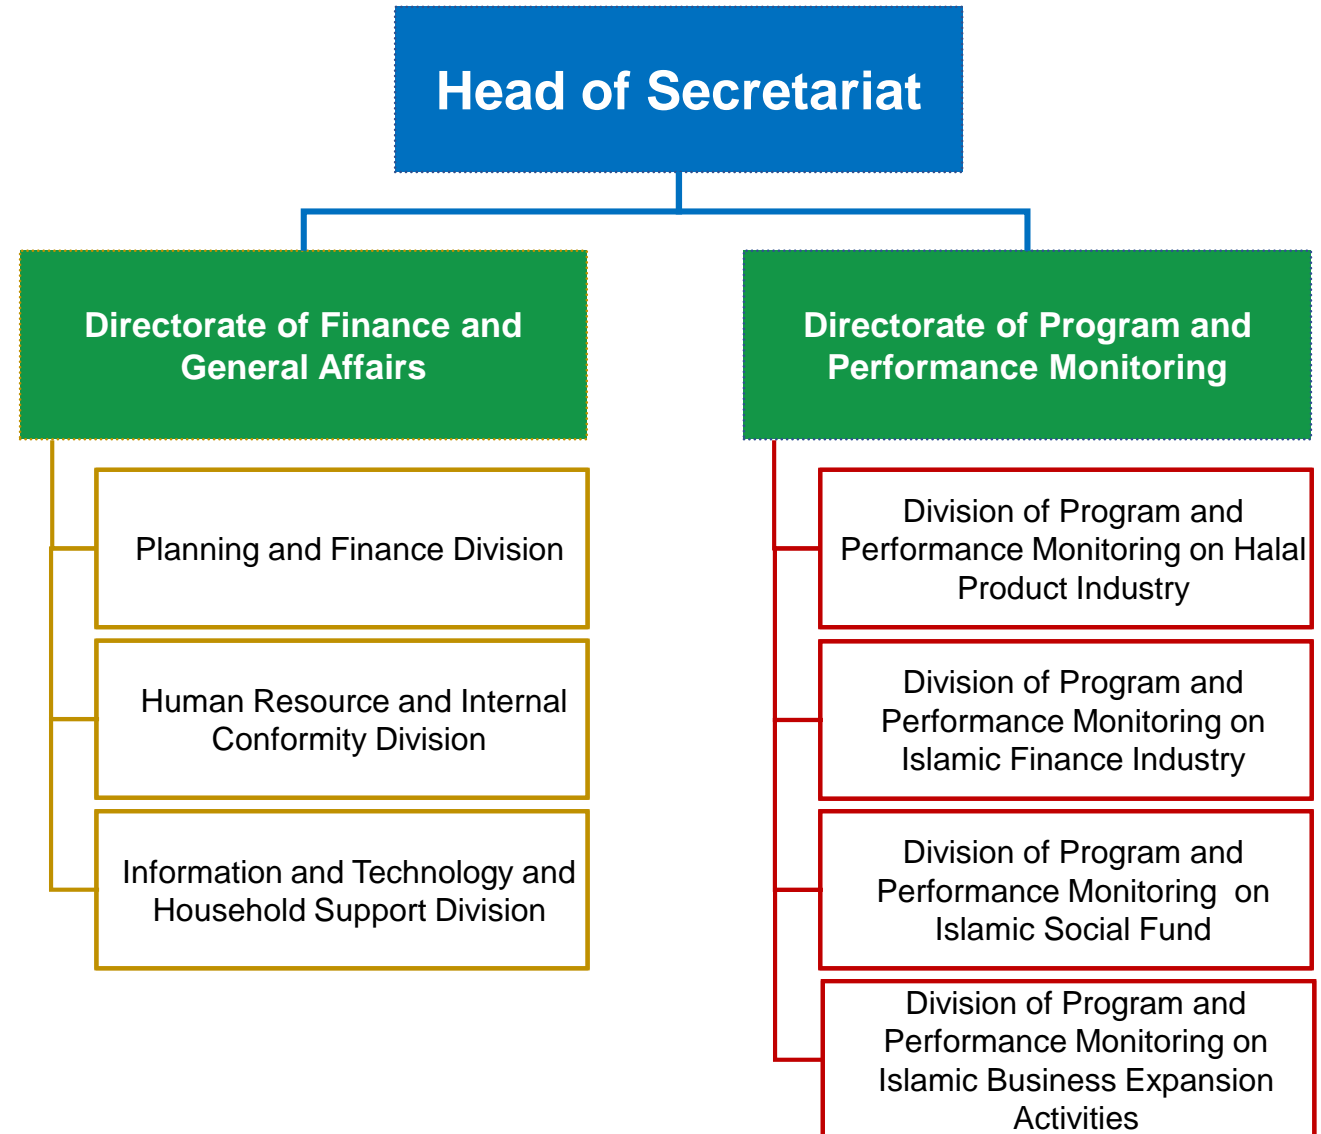 Head of Secretariat
Directorate of Finance and
General Affairs
Planning and Finance Division
Human Resource and Internal
Conformity Division
Information and Technology and
Household Support Division
Directorate of Program and
Performance Monitoring
Division of Program and
Performance Monitoring on Halal
Product Industry
Division of Program and
Performance Monitoring on
Islamic Finance Industry
Division of Program and
Performance Monitoring  on
Islamic Social Fund
Division of Program and
Performance Monitoring on
Islamic Business Expansion
Activities